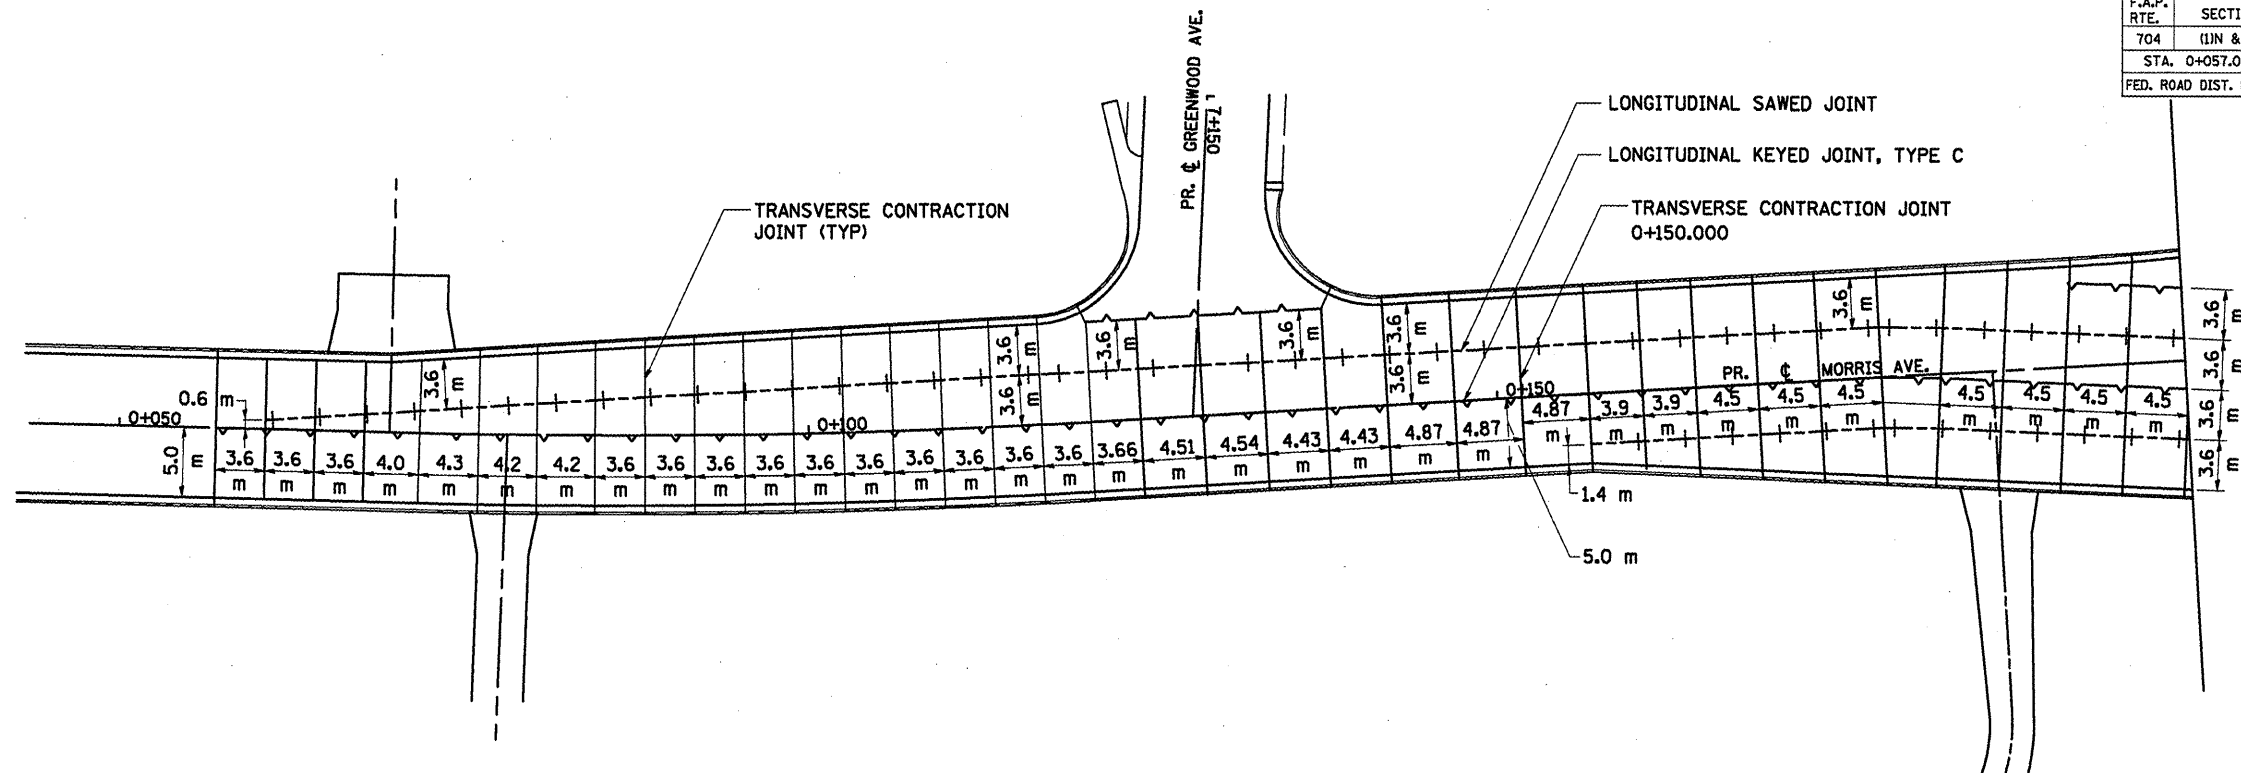 F.A.P.
RTE. SECTI
704 (1)N &
STA. 0+057.0
FED. ROAD DIST.
PR. ℄ GREENWOOD AVE.
7+150
LONGITUDINAL SAWED JOINT
LONGITUDINAL KEYED JOINT, TYPE C
TRANSVERSE CONTRACTION JOINT
0+150.000
TRANSVERSE CONTRACTION
JOINT (TYP)
3.6 m
3.6 m
3.6 m
3.6 m
3.6 m
3.6 m
3.6 m
3.6 m
3.6 m
3.6 m
3.6 m
3.6 m
PR. ℄ MORRIS AVE.
0.6 m
0+050
0+100
0+150
5.0 m
3.6 3.6 3.6 4.0 4.3 4.2 4.2 3.6 3.6 3.6 3.6 3.6 3.6 3.6 3.6 3.6 3.6 3.66 4.51 4.54 4.43 4.43 4.87 4.87 4.87 3.9 3.9 4.5 4.5 4.5 4.5 4.5 4.5 4.5
m m m m m m m m m m m m m m m m m m m m m m m m m m m m m m m m m m
1.4 m
5.0 m